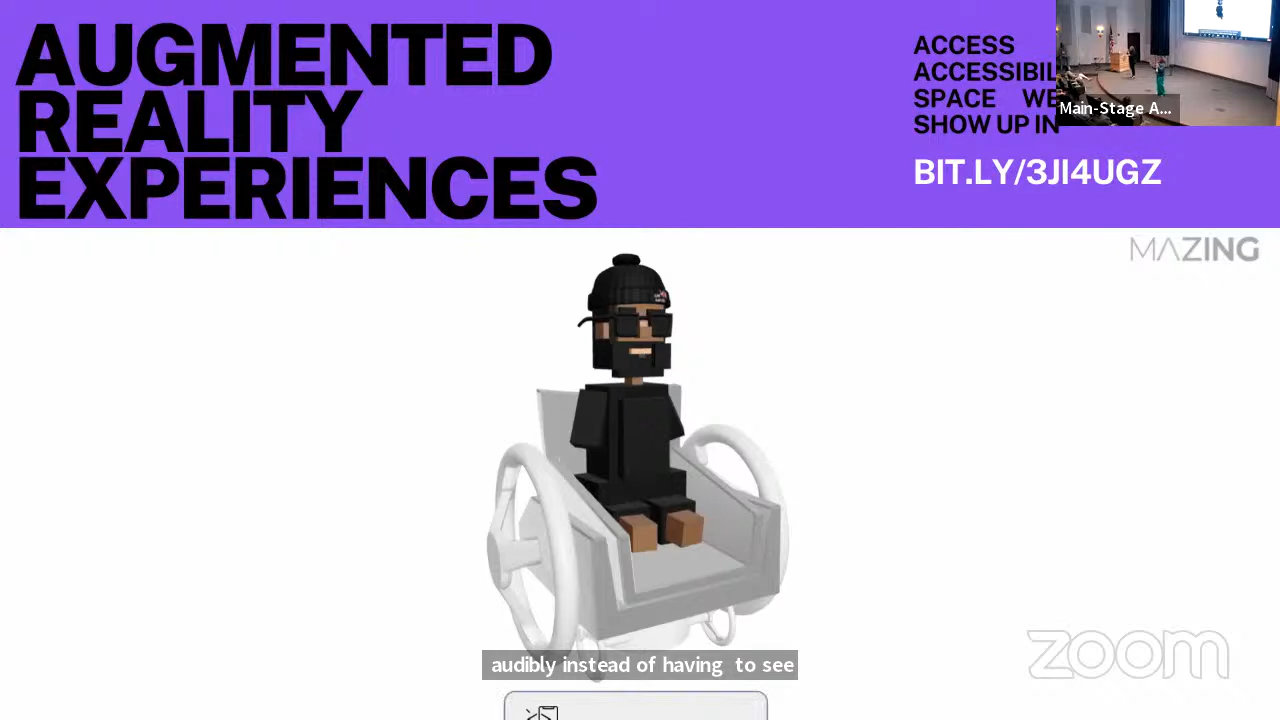 AUGMENTED
REALITY
EXPERIENCES
ACCESS
ACCESSIBIL
SPACE WE
SHOW UP IN
BIT.LY/3JI4UGZ
Main-Stage A...
MAZING
zoom
audibly instead of having to see